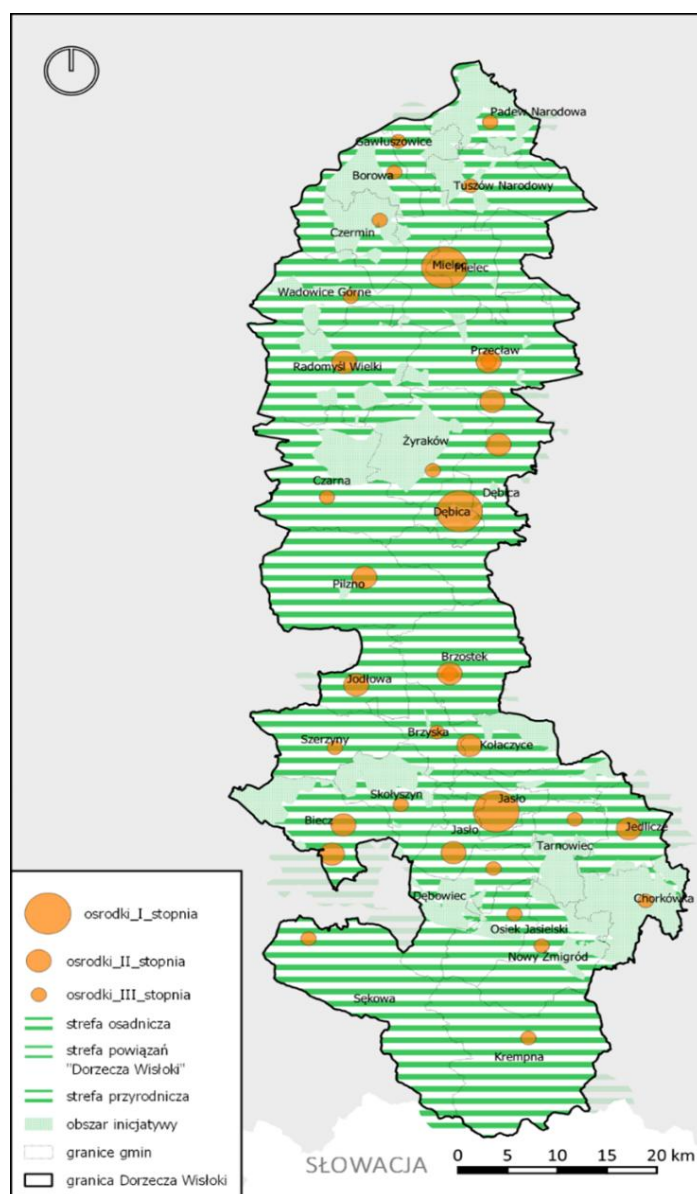 Padew Narodowa
Gawłuszowice
Borowa
Tuszów Narodowy
Czermin
Mielec
Mielec
Wadowice Górne
Przecław
Radomyśl Wielki
Żyraków
Czarna
Dębica
Dębica
Pilzno
Brzostek
Jodłowa
Brzyska
Szerzyny
Kołaczyce
Skołyszyn
Jasło
Biecz
Jasło
Jedlicze
Tarnowiec
Dębowiec
Chorkówka
Osiek Jasielski
Nowy Żmigród
Sękowa
Krempna
osrodki_I_stopnia
osrodki_II_stopnia
osrodki_III_stopnia
strefa osadnicza
strefa powiązań
"Dorzecza Wisłoki"
strefa przyrodnicza
obszar inicjatywy
granice gmin
granica Dorzecza Wisłoki
SŁOWACJA
0 5 10 15 20 km